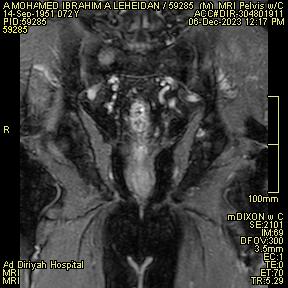 A MOHAMED IBRAHIM A LEHEIDAN / 59285 (M) MRI Pelvis w/C
14-Sep-1951 072Y ACC#DIR-304801911
PID:59285 06-Dec-2023 12:17 PM
59285
R
100mm
mDIXON w C
SE:2101
IM:69
DFOV:300
3.5mm
EC:1
Ad Diriyah Hospital TE:0
MRI ET:70
MRI TR:5.29